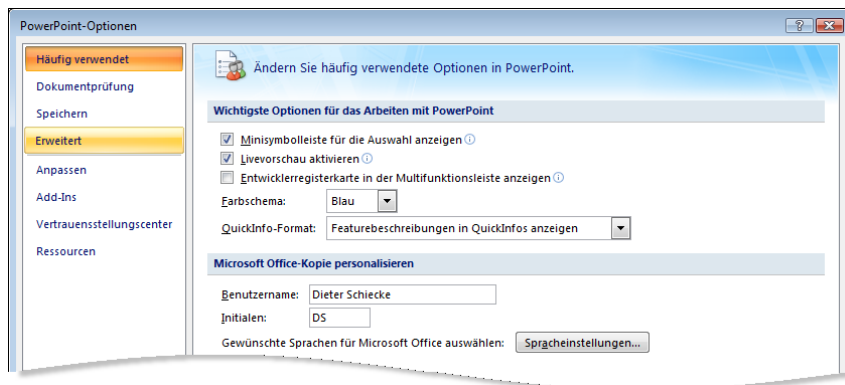 PowerPoint-Optionen
Häufig verwendet
Dokumentprüfung
Speichern
Erweitert
Anpassen
Add-Ins
Vertrauensstellungscenter
Ressourcen
Ändern Sie häufig verwendete Optionen in PowerPoint.
Wichtigste Optionen für das Arbeiten mit PowerPoint
Minisymbolleiste für die Auswahl anzeigen
Livevorschau aktivieren
Entwicklerregisterkarte in der Multifunktionsleiste anzeigen
Farbschema: Blau
QuickInfo-Format: Featurebeschreibungen in QuickInfos anzeigen
Microsoft Office-Kopie personalisieren
Benutzername: Dieter Schiecke
Initialen: DS
Gewünschte Sprachen für Microsoft Office auswählen: Spracheinstellungen...